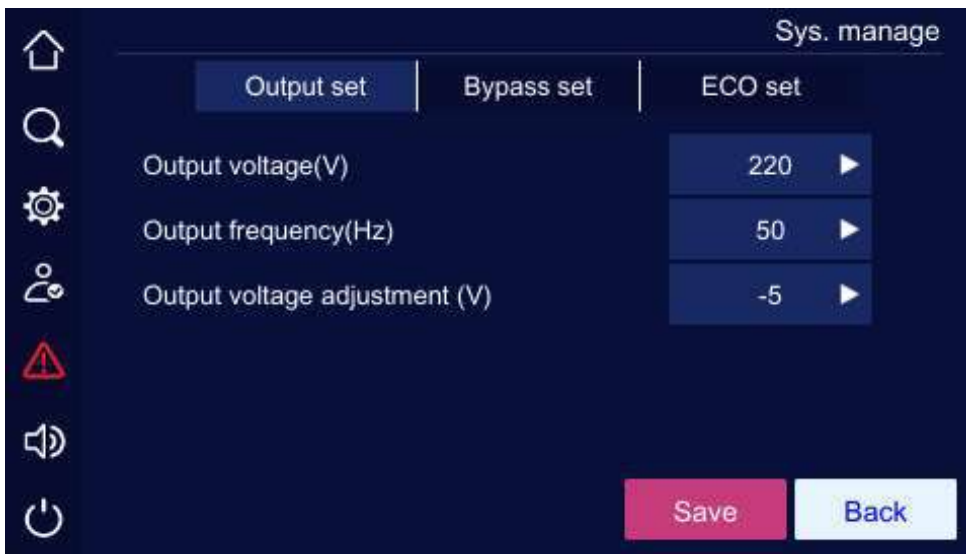 Sys. manage
Output set Bypass set ECO set
Output voltage(V) 220
Output frequency(Hz) 50
Output voltage adjustment (V) -5
Save Back